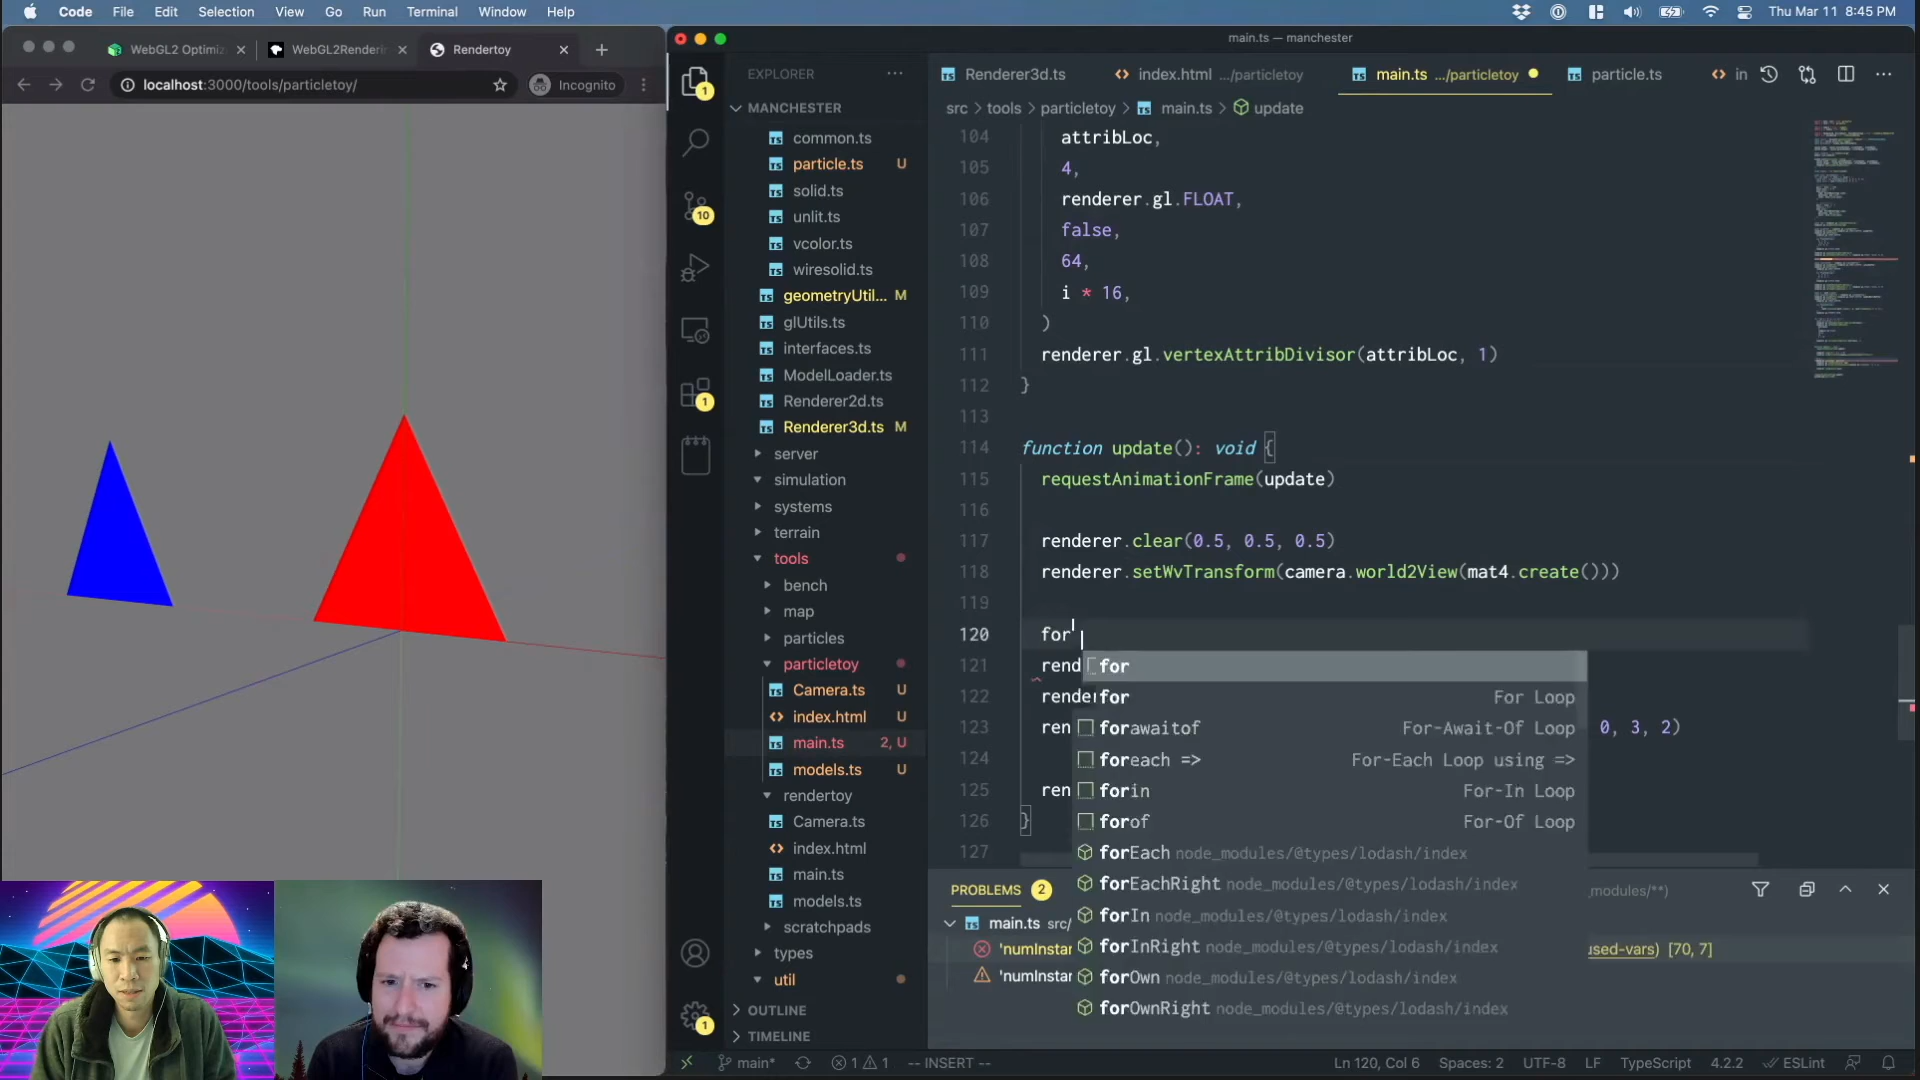 Code File Edit Selection View Go Run Terminal Window Help
Thu Mar 11 8:45 PM
WebGL2 Optimiz
WebGL2Renderin
Rendertoy
localhost:3000/tools/particletoy/
Incognito
main.ts — manchester
EXPLORER
MANCHESTER
common.ts
particle.ts U
solid.ts
unlit.ts
vcolor.ts
wiresolid.ts
geometryUtil... M
glUtils.ts
interfaces.ts
ModelLoader.ts
Renderer2d.ts
Renderer3d.ts M
server
simulation
systems
terrain
tools
bench
map
particles
particletoy
Camera.ts U
index.html U
main.ts 2, U
models.ts U
rendertoy
Camera.ts
index.html
main.ts
models.ts
scratchpads
types
util
OUTLINE
TIMELINE
1
10
1
1
Renderer3d.ts
index.html .../particletoy
main.ts .../particletoy
particle.ts
in
src > tools > particletoy > main.ts > update
104 attribLoc,
105 4,
106 renderer.gl.FLOAT,
107 false,
108 64,
109 i * 16,
110 )
111 renderer.gl.vertexAttribDivisor(attribLoc, 1)
112 }
113
114 function update(): void {
115 requestAnimationFrame(update)
116
117 renderer.clear(0.5, 0.5, 0.5)
118 renderer.setWvTransform(camera.world2View(mat4.create()))
119
120 for
121 rend
122 rende
123 ren 0, 3, 2)
124
125 ren
126 }
127
for
for For Loop
forawaitof For-Await-Of Loop
foreach => For-Each Loop using =>
forin For-In Loop
forof For-Of Loop
forEach node_modules/@types/lodash/index
forEachRight node_modules/@types/lodash/index
forIn node_modules/@types/lodash/index
forInRight node_modules/@types/lodash/index
forOwn node_modules/@types/lodash/index
forOwnRight node_modules/@types/lodash/index
PROBLEMS 2
_modules/**)
main.ts src/
'numInstar used-vars) [70, 7]
'numInstar
main* 1 1 -- INSERT --
Ln 120, Col 6 Spaces: 2 UTF-8 LF TypeScript 4.2.2 ESLint